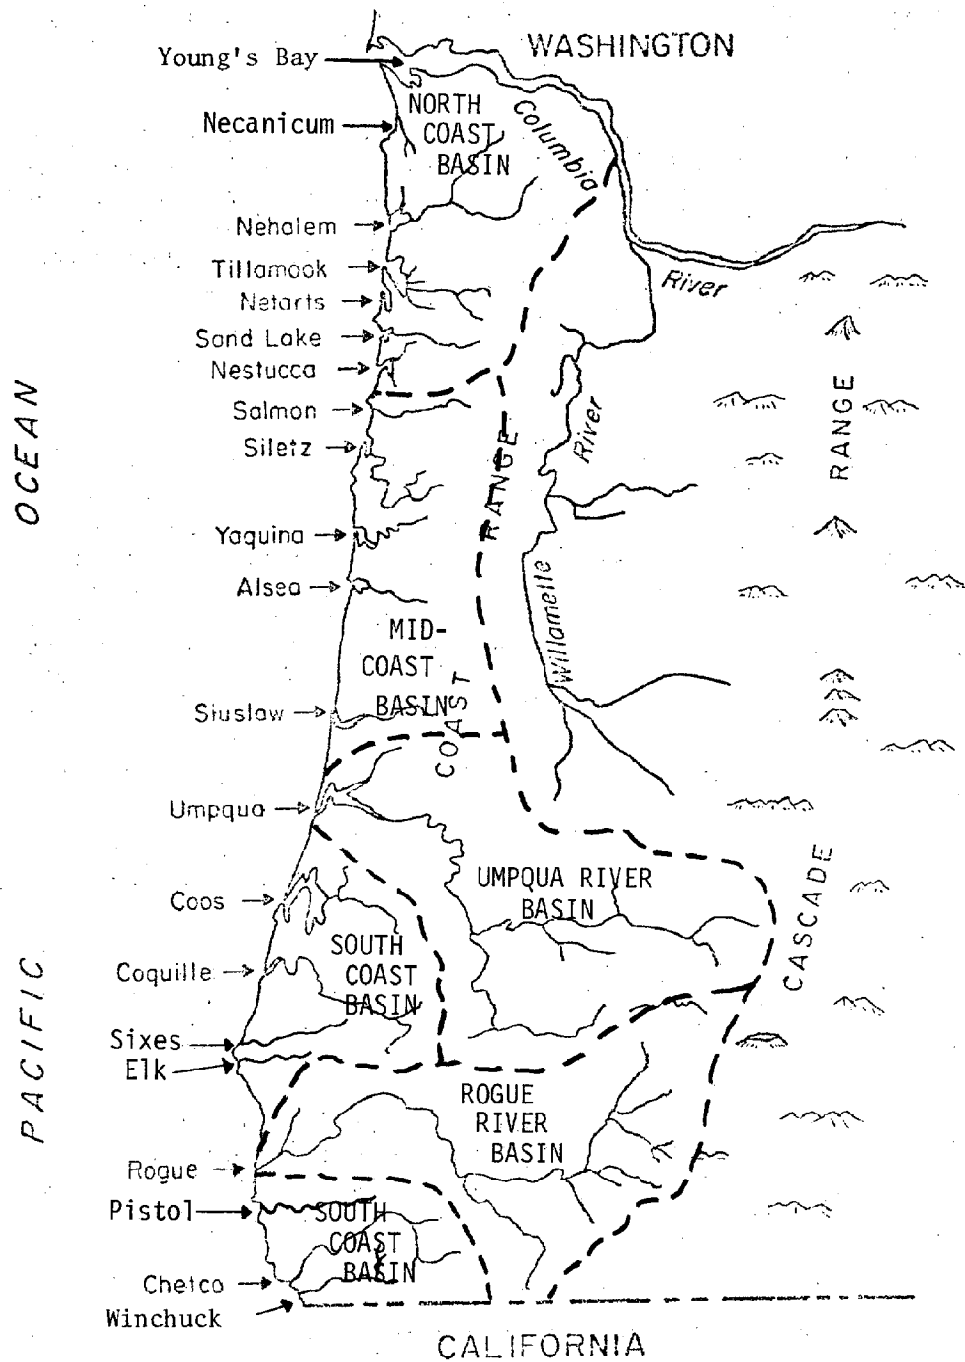 WASHINGTON
Young's Bay
NORTH
COAST
BASIN
Columbia
River
Necanicum
Nehalem
Tillamook
Netarts
Sand Lake
Nestucca
Salmon
Siletz
Yaquina
Alsea
OCEAN
RANGE
River
RANGE
Willamette
MID-
COAST
BASIN
COAST
Siuslaw
Umpqua
UMPQUA RIVER
BASIN
CASCADE
Coos
SOUTH
COAST
BASIN
Coquille
PACIFIC
Sixes
Elk
ROGUE
RIVER
BASIN
Rogue
Pistol
SOUTH
COAST
BASIN
Chetco
Winchuck
CALIFORNIA